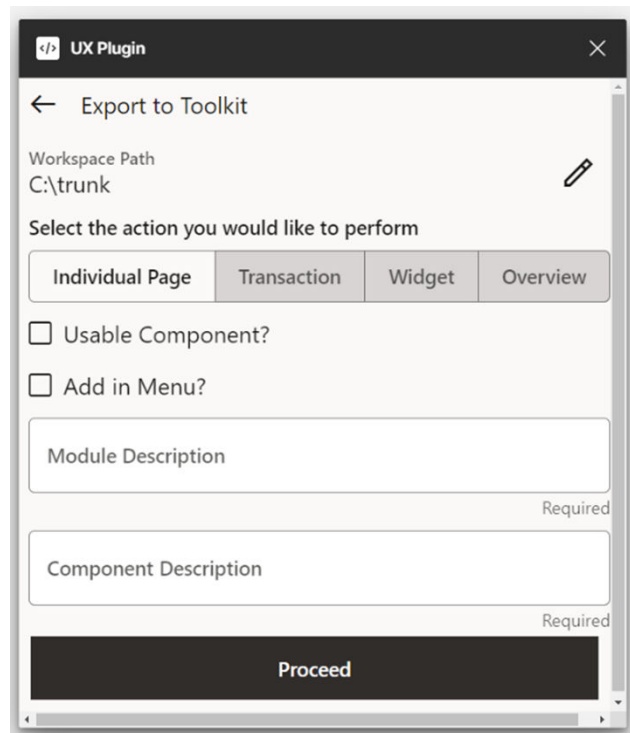 </> UX Plugin
Export to Toolkit
Workspace Path
C:\trunk
Select the action you would like to perform
Individual Page Transaction Widget Overview
Usable Component?
Add in Menu?
Module Description
Required
Component Description
Required
Proceed